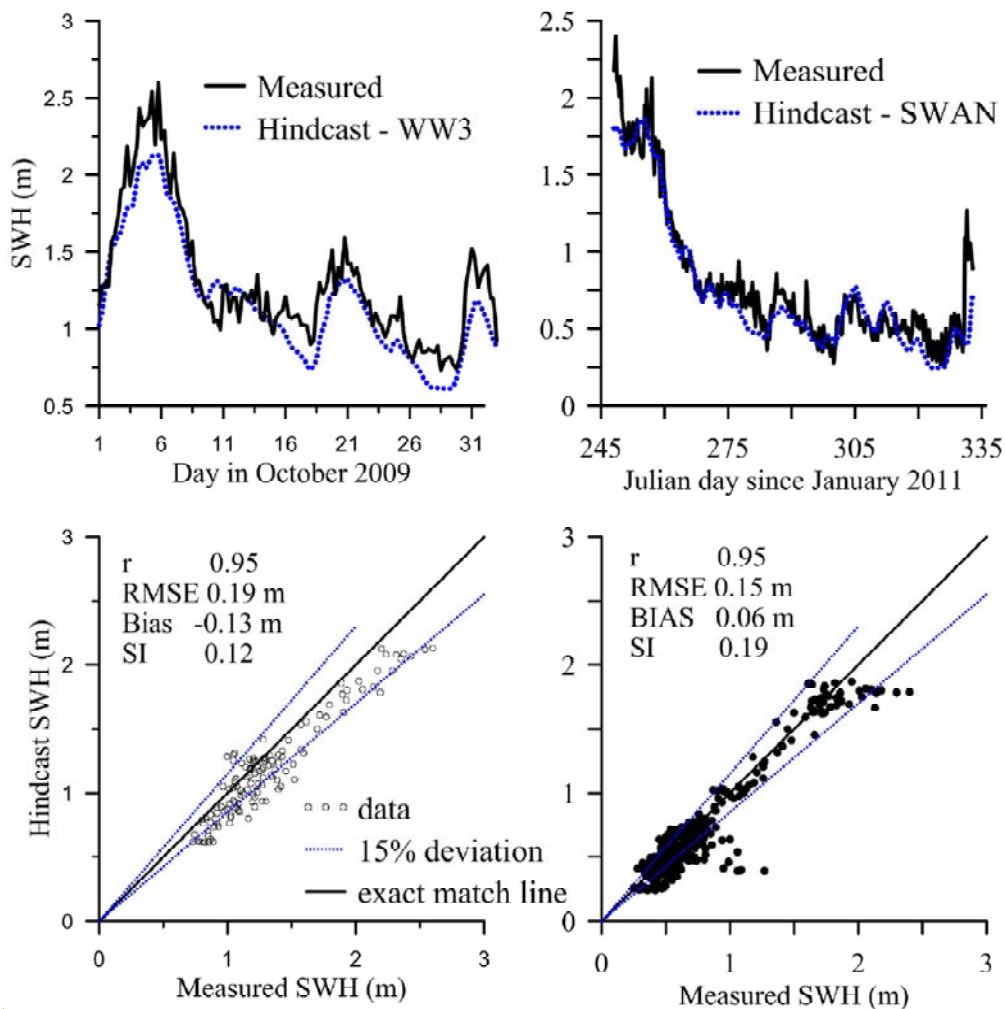 3
2.5
2
1.5
1
0.5
SWH (m)
Measured
Hindcast - WW3
1 6 11 16 21 26 31
Day in October 2009
2.5
2
1.5
1
0.5
0
Measured
Hindcast - SWAN
245 275 305 335
Julian day since January 2011
3
2
1
0
Hindcast SWH (m)
r 0.95
RMSE 0.19 m
Bias -0.13 m
SI 0.12
data
15% deviation
exact match line
0 1 2 3
Measured SWH (m)
3
2
1
0
r 0.95
RMSE 0.15 m
BIAS 0.06 m
SI 0.19
0 1 2 3
Measured SWH (m)